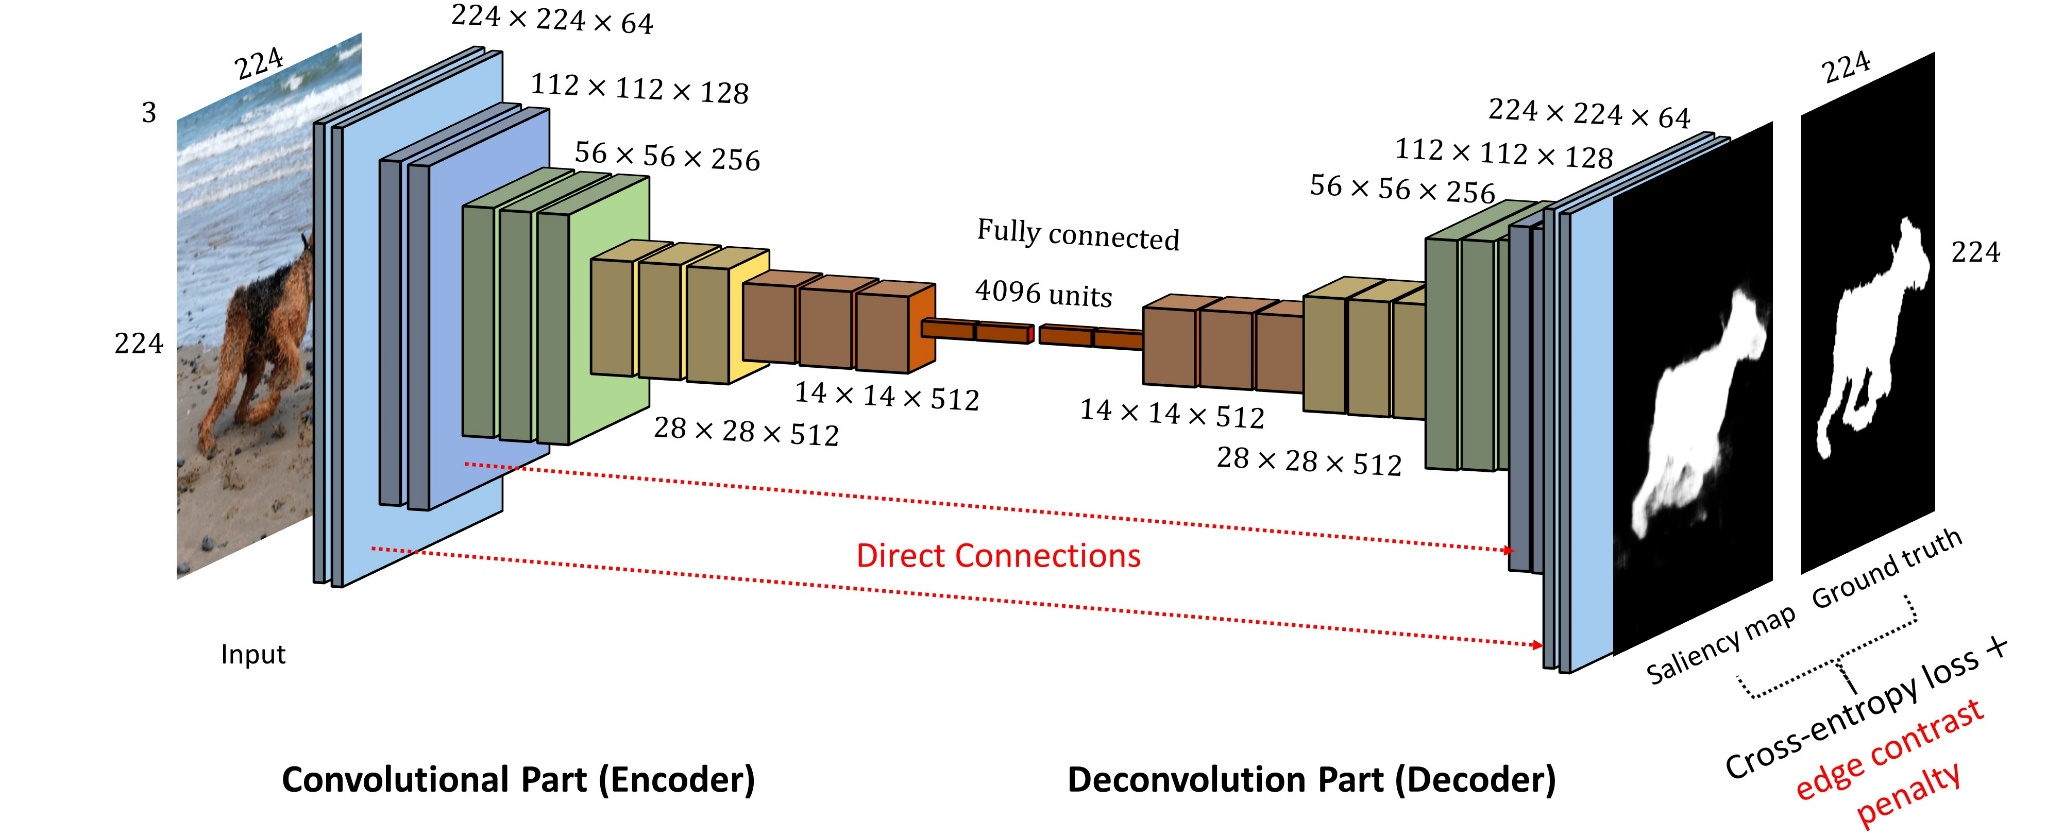 224
3
224
Input
224 × 224 × 64
112 × 112 × 128
56 × 56 × 256
28 × 28 × 512
14 × 14 × 512
Fully connected
4096 units
14 × 14 × 512
28 × 28 × 512
56 × 56 × 256
112 × 112 × 128
224 × 224 × 64
224
224
Direct Connections
Saliency map
Ground truth
Cross-entropy loss +
edge contrast
penalty
Convolutional Part (Encoder)
Deconvolution Part (Decoder)